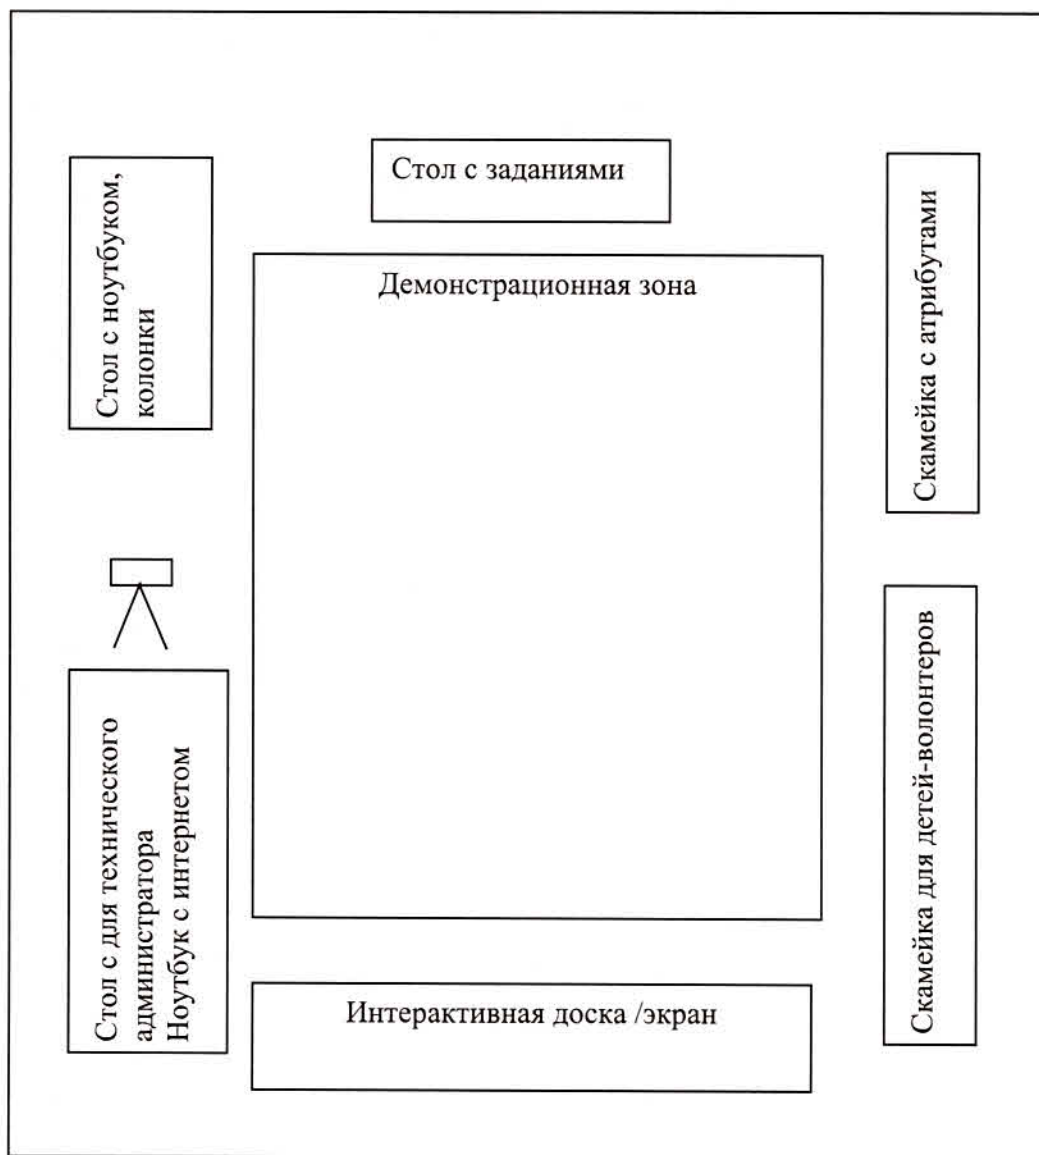 Стол с заданиями
Стол с ноутбуком,
колонки
Демонстрационная зона
Скамейка с атрибутами
Стол с для технического
администратора
Ноутбук с интернетом
Скамейка для детей-волонтеров
Интерактивная доска /экран